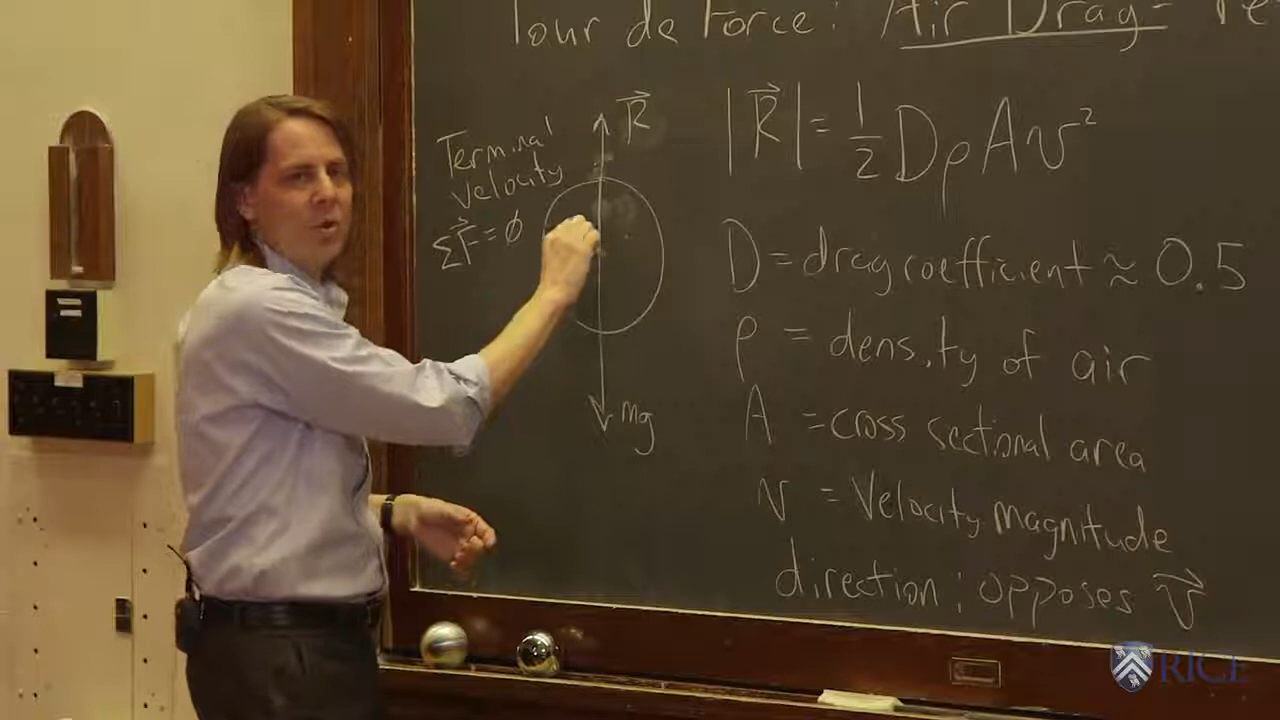 Tour de Force: Air Drag-
Terminal
velocity
ΣF⃗ = ∅
R⃗
mg
|R⃗| = ½ DρAv²
D = drag coefficient ≈ 0.5
ρ = density of air
A = cross sectional area
v = Velocity magnitude
direction: opposes v⃗
RICE